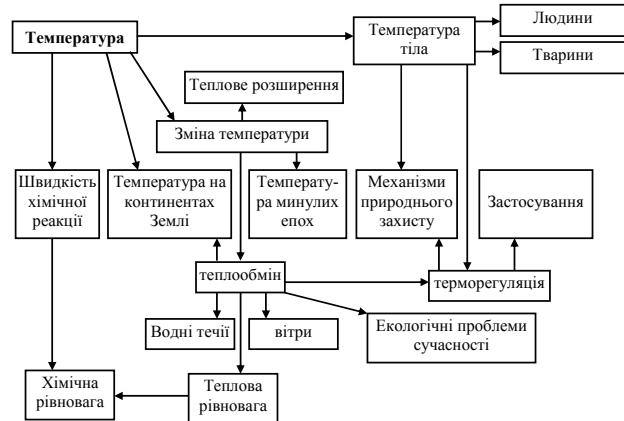 Температура
Температура
тіла
Людини
Тварини
Теплове розширення
Зміна температури
Швидкість
хімічної
реакції
Температура на
континентах
Землі
Температу-
ра минулих
епох
Механізми
природнього
захисту
Застосування
теплообмін
терморегуляція
Водні течії
вітри
Екологічні проблеми
сучасності
Хімічна
рівновага
Теплова
рівновага